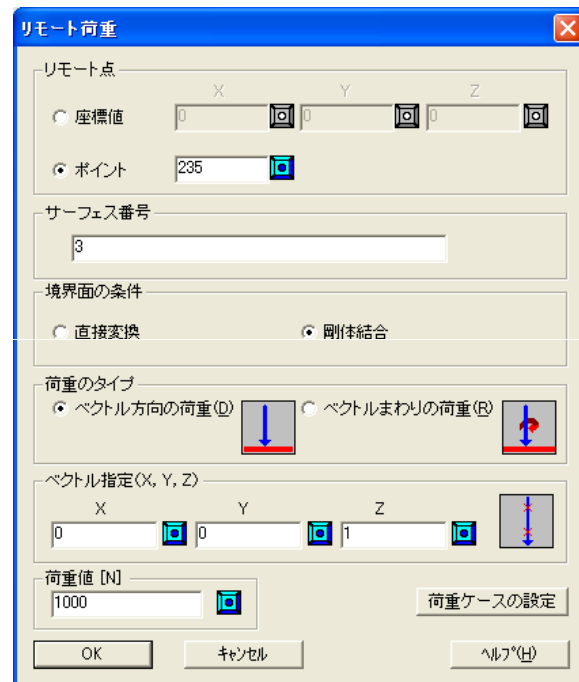 リモート荷重
リモート点
X Y Z
座標値 0 0 0
ポイント 235
サーフェス番号
3
境界面の条件
直接変換 剛体結合
荷重のタイプ
ベクトル方向の荷重(D) ベクトルまわりの荷重(R)
ベクトル指定(X, Y, Z)
X Y Z
0 0 1
荷重値 [N]
1000
荷重ケースの設定
OK キャンセル ヘルプ(H)